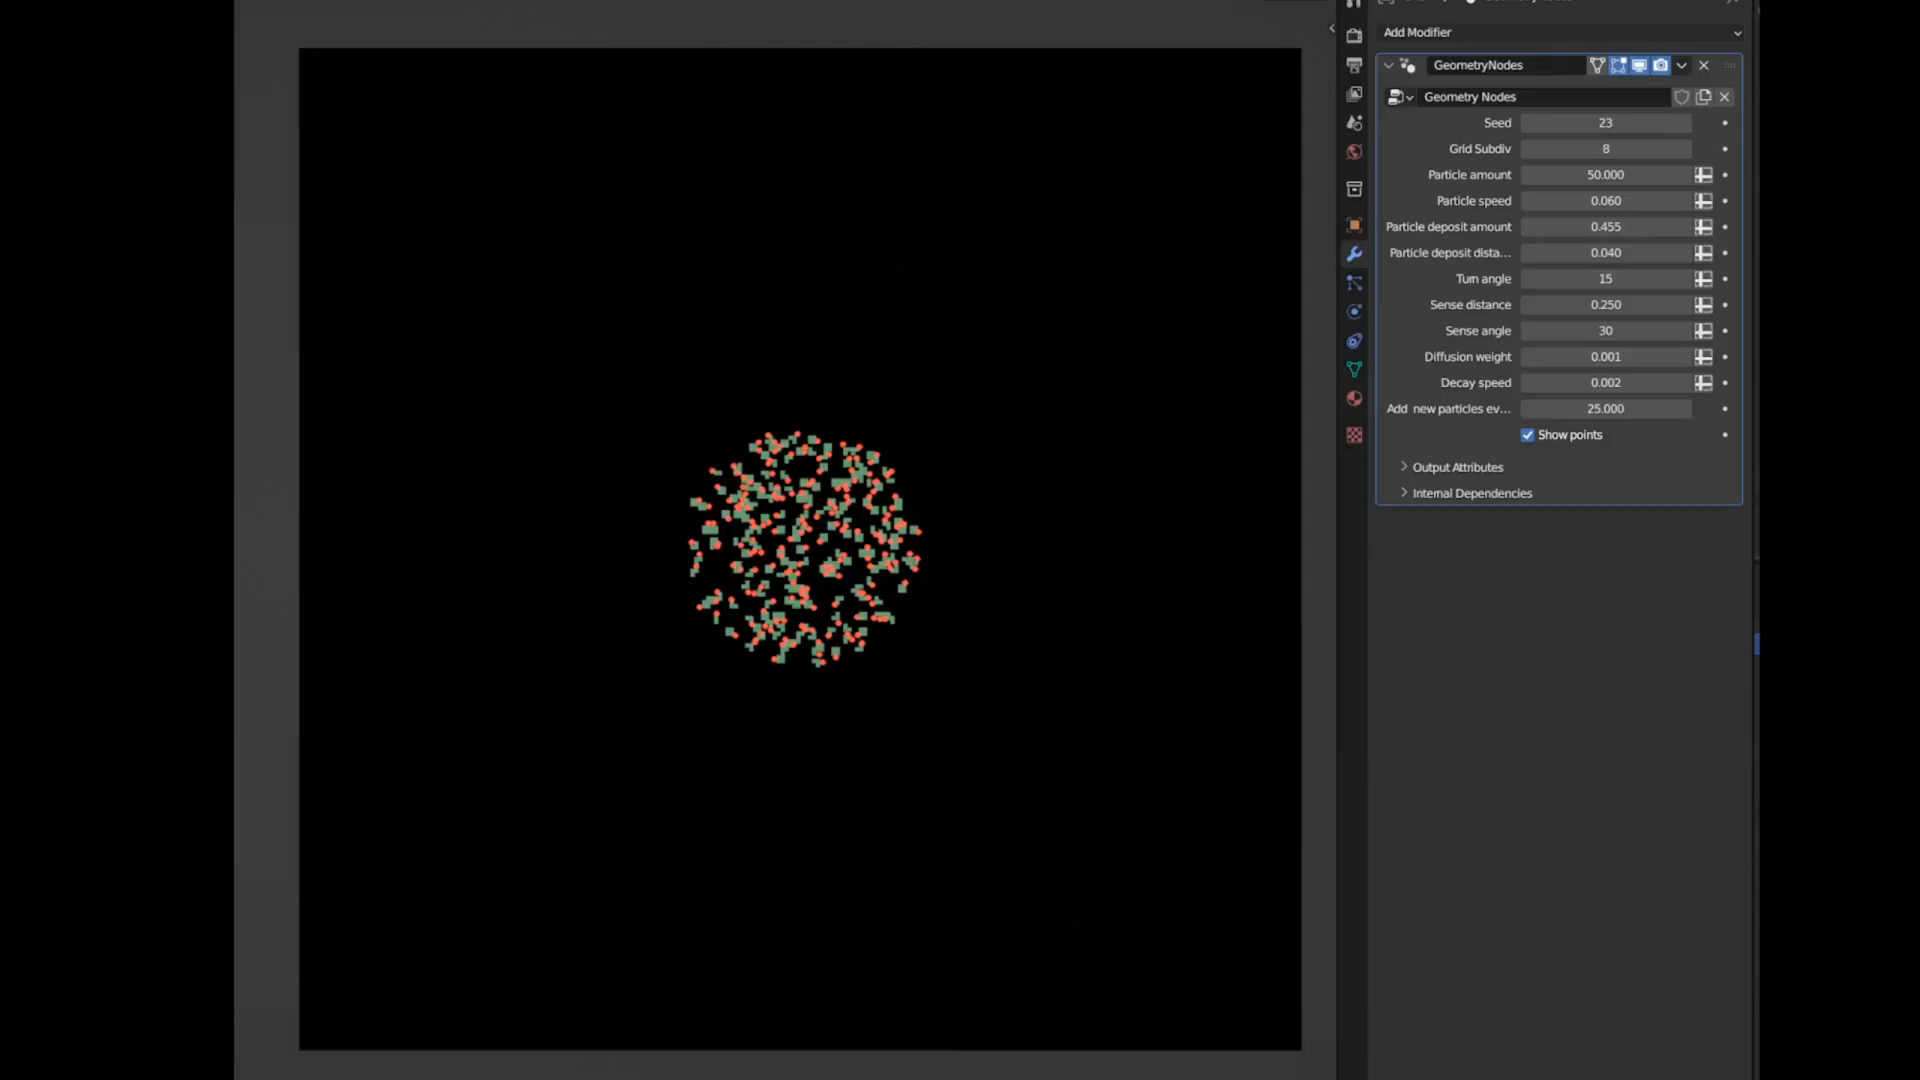 Add Modifier
GeometryNodes
Geometry Nodes
Seed 23
Grid Subdiv 8
Particle amount 50.000
Particle speed 0.060
Particle deposit amount 0.455
Particle deposit dista... 0.040
Turn angle 15
Sense distance 0.250
Sense angle 30
Diffusion weight 0.001
Decay speed 0.002
Add new particles ev... 25.000
Show points
Output Attributes
Internal Dependencies